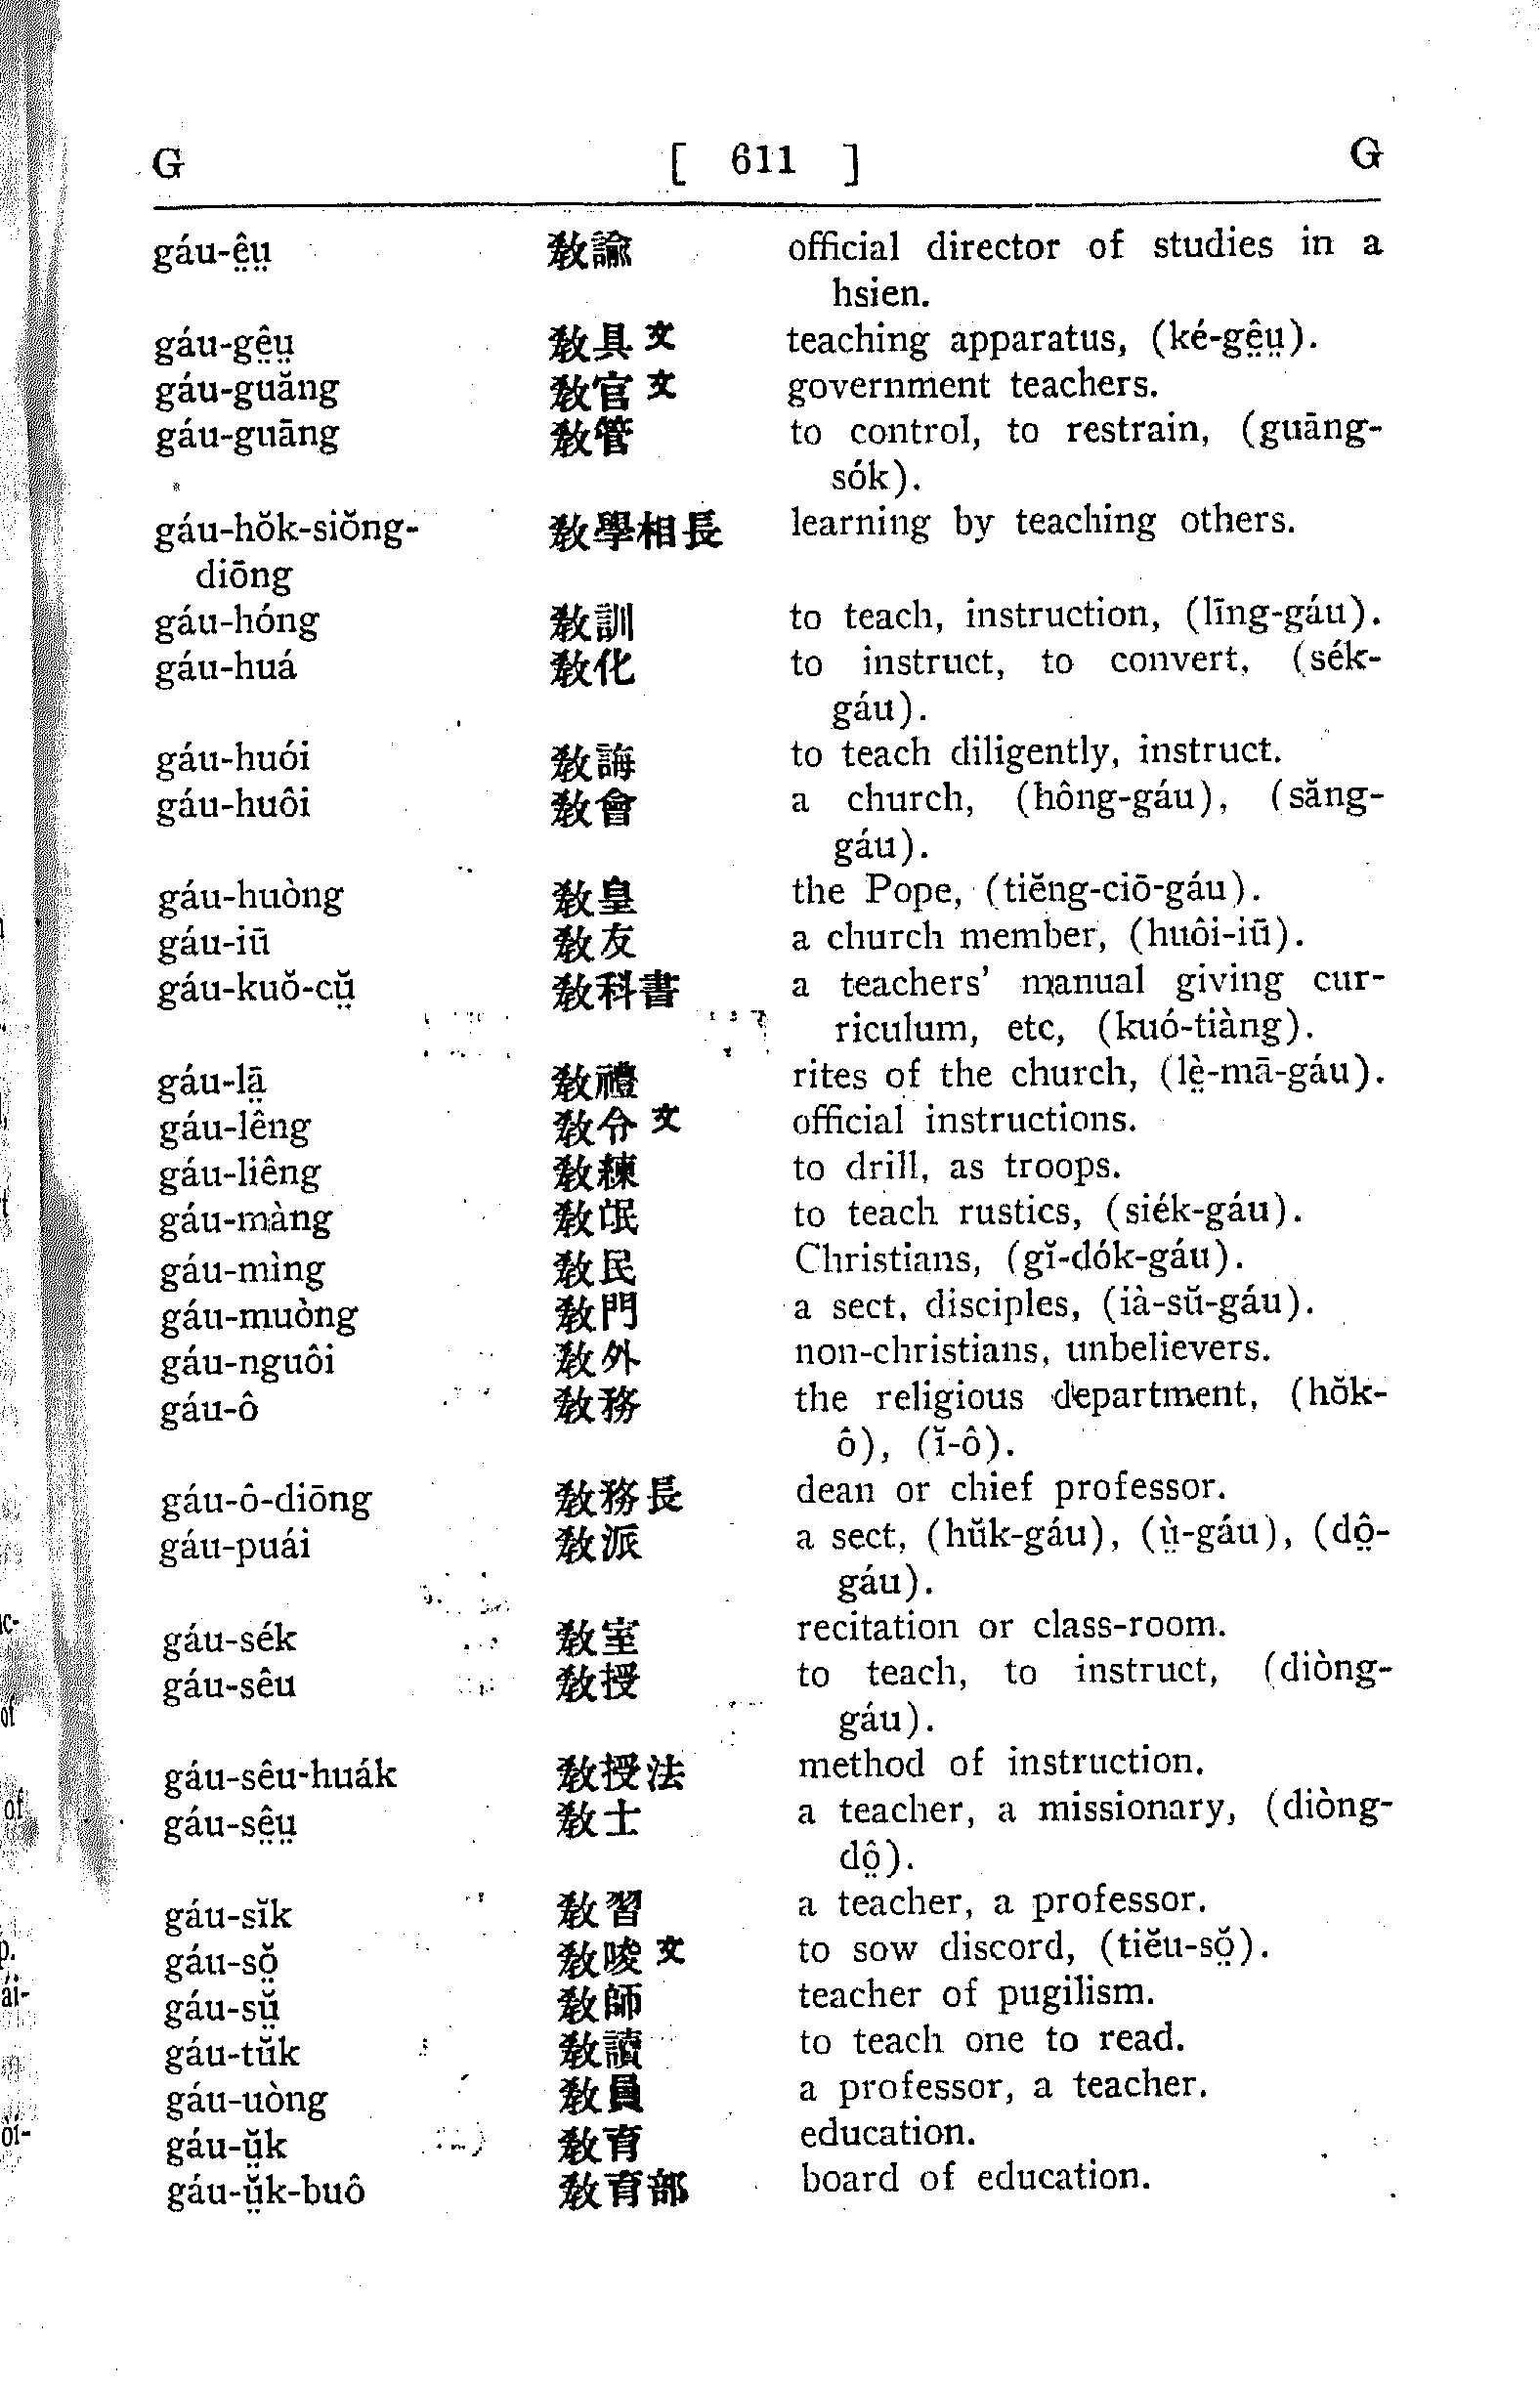 G [ 611 ] G
gáu-ê̤ṳ 敎諭 official director of studies in a
hsien.
gáu-gê̤ṳ 敎具文 teaching apparatus, (ké-gê̤ṳ).
gáu-guăng 敎官文 government teachers.
gáu-guāng 敎管 to control, to restrain, (guāng-
sók).
gáu-hŏk-siŏng- 敎學相長 learning by teaching others.
diōng
gáu-hóng 敎訓 to teach, instruction, (līng-gáu).
gáu-huá 敎化 to instruct, to convert, (sék-
gáu).
gáu-huói 敎誨 to teach diligently, instruct.
gáu-huôi 敎會 a church, (hông-gáu), (săng-
gáu).
gáu-huòng 敎皇 the Pope, (tiĕng-ciō-gáu).
gáu-iū 敎友 a church member, (huôi-iū).
gáu-kuŏ-cṳ̆ 敎科書 a teachers' manual giving cur-
riculum, etc, (kuó-tiàng).
gáu-lā̤ 敎禮 rites of the church, (lè̤-mā-gáu).
gáu-lêng 敎令文 official instructions.
gáu-liêng 敎練 to drill, as troops.
gáu-màng 敎氓 to teach rustics, (siék-gáu).
gáu-mìng 敎民 Christians, (gĭ-dók-gáu).
gáu-muòng 敎門 a sect, disciples, (ià-sŭ-gáu).
gáu-nguôi 敎外 non-christians, unbelievers.
gáu-ô 敎務 the religious department, (hŏk-
ô), (ĭ-ô).
gáu-ô-diōng 敎務長 dean or chief professor.
gáu-puái 敎派 a sect, (hŭk-gáu), (ṳ̀-gáu), (dô̤-
gáu).
gáu-sék 敎室 recitation or class-room.
gáu-sêu 敎授 to teach, to instruct, (diòng-
gáu).
gáu-sêu-huák 敎授法 method of instruction.
gáu-sê̤ṳ 敎士 a teacher, a missionary, (diòng-
dô̤).
gáu-sĭk 敎習 a teacher, a professor.
gáu-sŏ̤ 敎唆文 to sow discord, (tiĕu-sŏ̤).
gáu-sṳ̆ 敎師 teacher of pugilism.
gáu-tŭk 敎讀 to teach one to read.
gáu-uòng 敎員 a professor, a teacher.
gáu-ṳ̆k 敎育 education.
gáu-ṳ̆k-buô 敎育部 board of education.